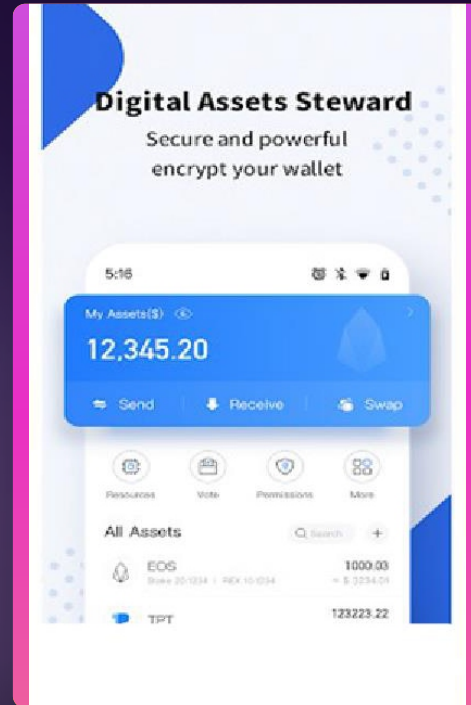 Digital Assets Steward
Secure and powerful
encrypt your wallet
5:16
My Assets($)
12,345.20
Send
Receive
Swap
Resources
Vote
Permissions
More
All Assets
Search
+
EOS
1000.03
TPT
123223.22